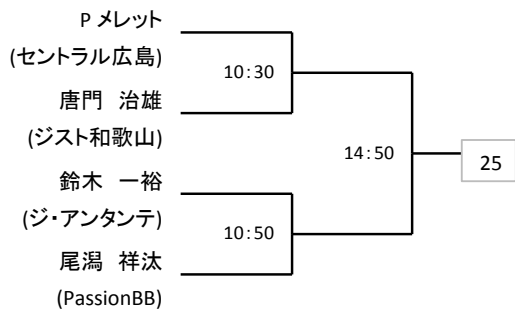 P メレット
(セントラル広島)
10:30
唐門 治雄
(ジスト和歌山)
14:50
25
鈴木 一裕
(ジ・アンタンテ)
10:50
尾潟 祥汰
(PassionBB)